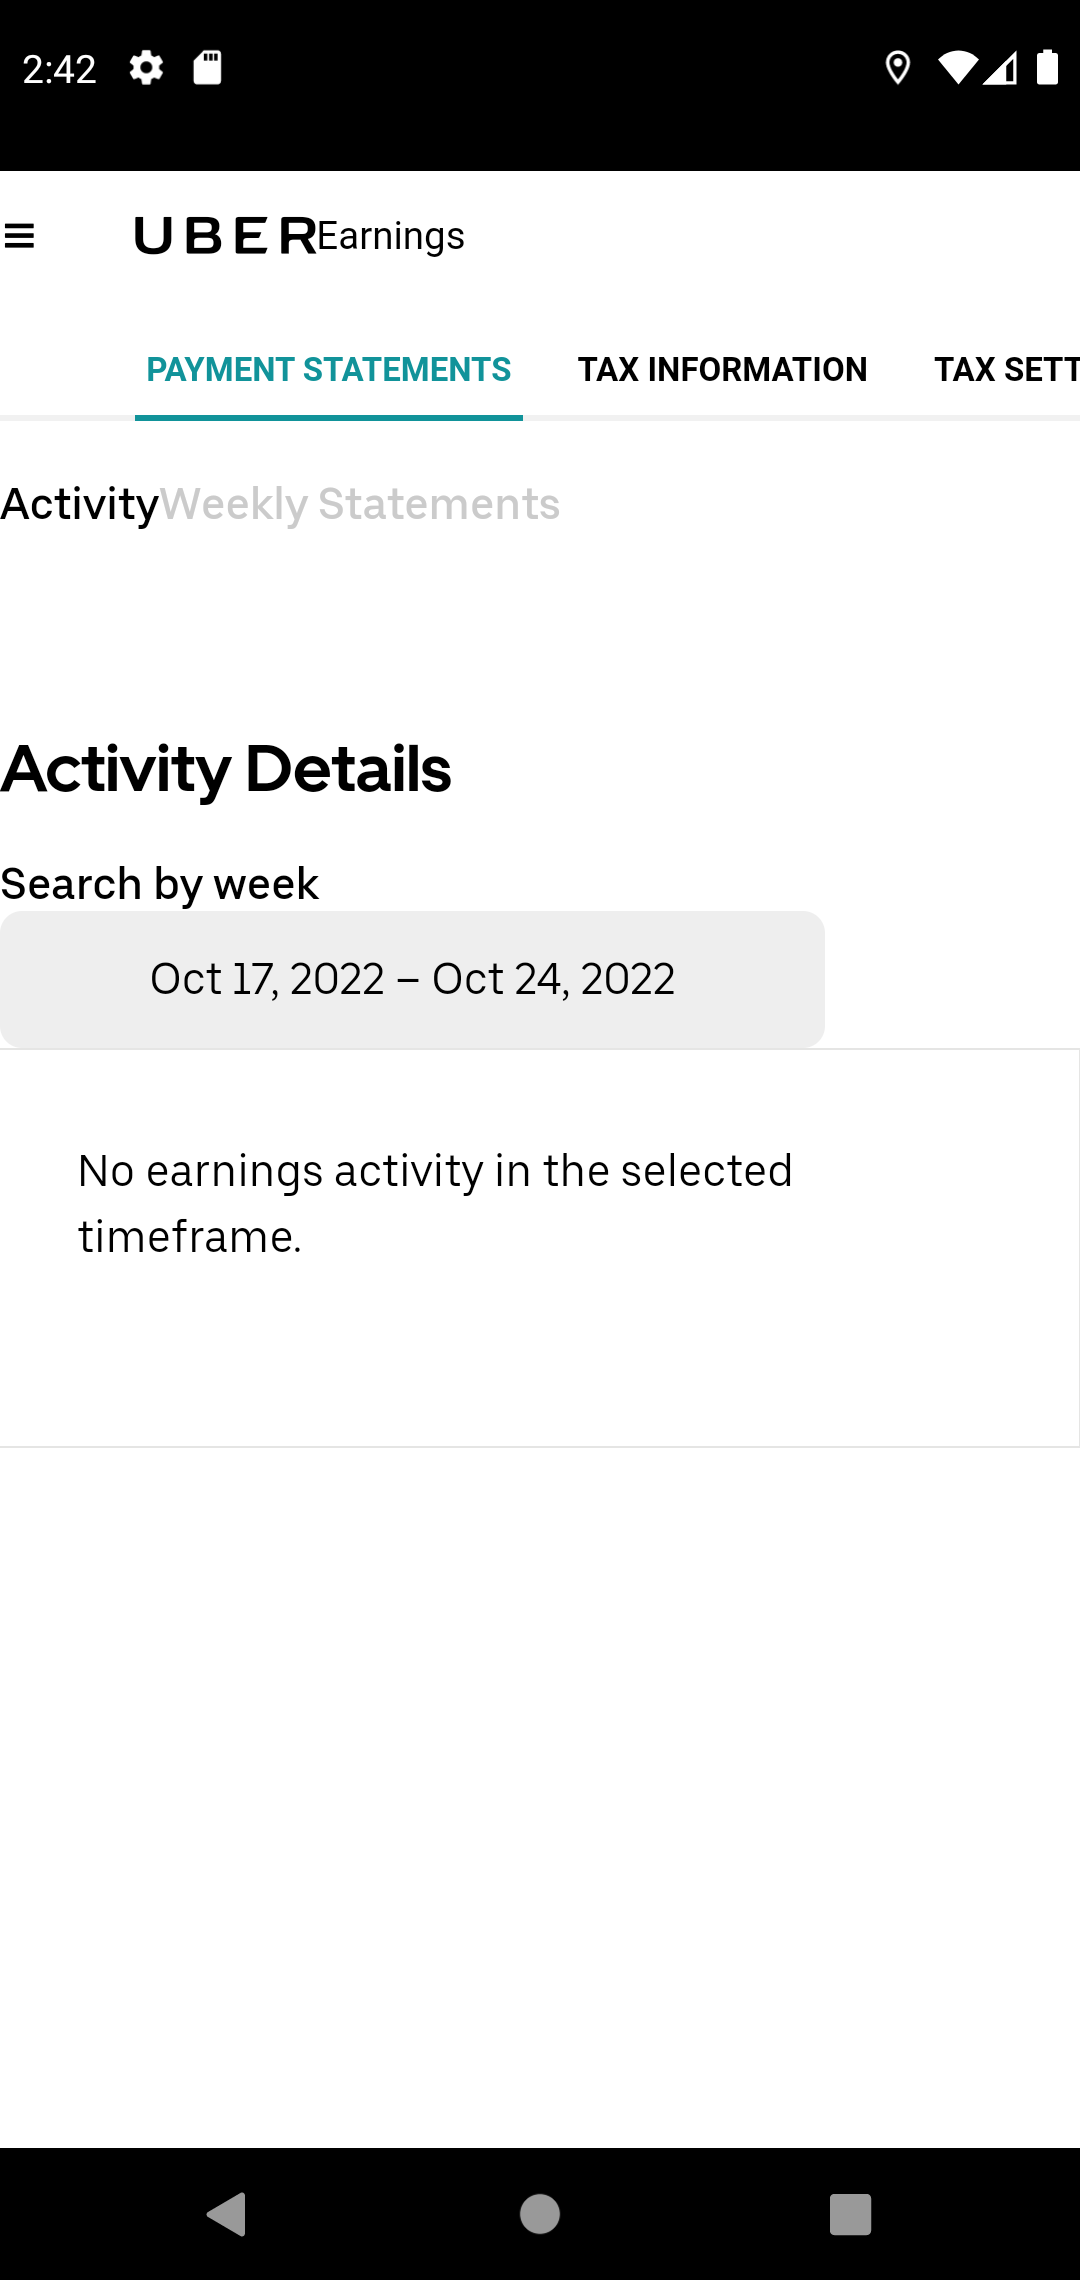 2:42
UBER Earnings
PAYMENT STATEMENTS TAX INFORMATION TAX SETT
Activity Weekly Statements
Activity Details
Search by week
Oct 17, 2022 – Oct 24, 2022
No earnings activity in the selected
timeframe.